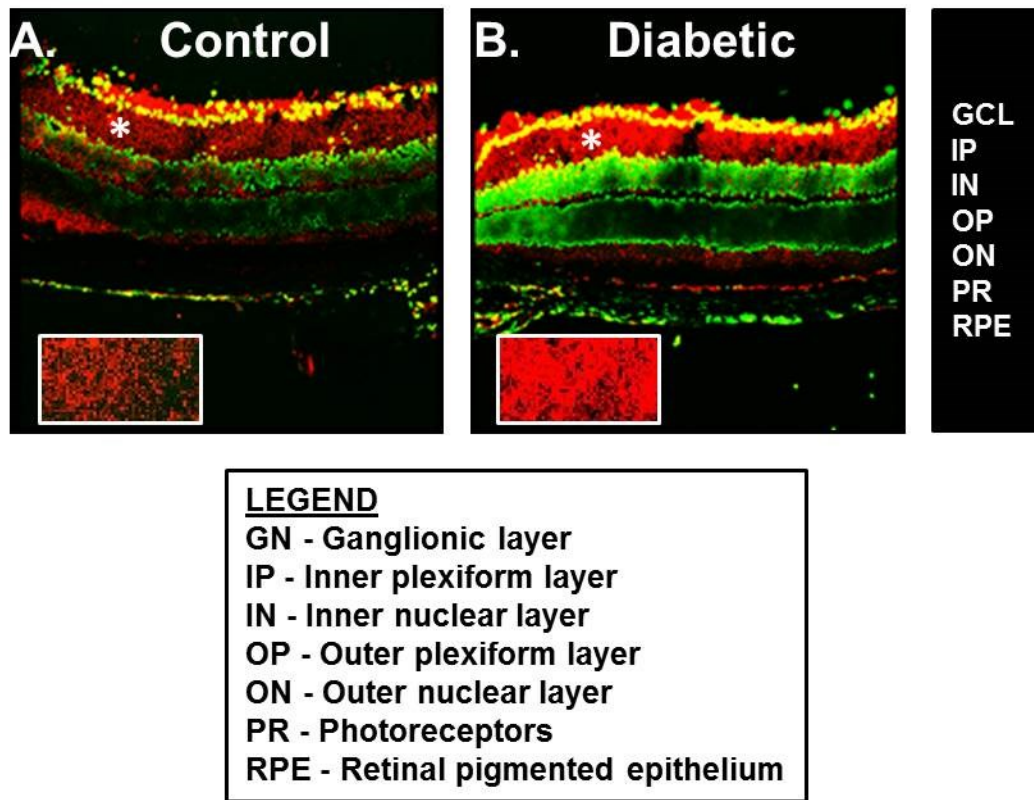 A. Control
B. Diabetic
*
*
GCL
IP
IN
OP
ON
PR
RPE
LEGEND
GN - Ganglionic layer
IP - Inner plexiform layer
IN - Inner nuclear layer
OP - Outer plexiform layer
ON - Outer nuclear layer
PR - Photoreceptors
RPE - Retinal pigmented epithelium